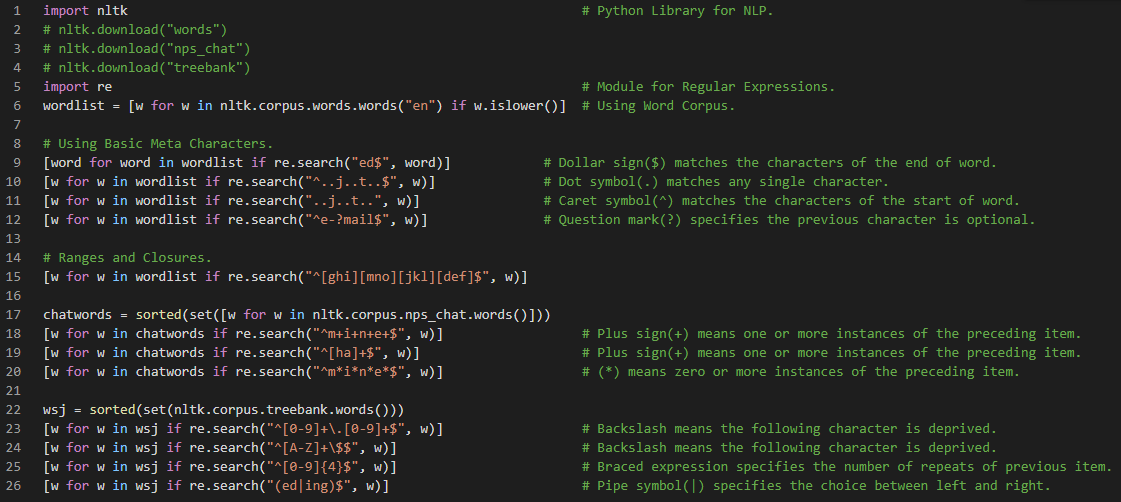 1 import nltk # Python Library for NLP.
2 # nltk.download("words")
3 # nltk.download("nps_chat")
4 # nltk.download("treebank")
5 import re # Module for Regular Expressions.
6 wordlist = [w for w in nltk.corpus.words.words("en") if w.islower()] # Using Word Corpus.
7
8 # Using Basic Meta Characters.
9 [word for word in wordlist if re.search("ed$", word)] # Dollar sign($) matches the characters of the end of word.
10 [w for w in wordlist if re.search("^..j..t..$", w)] # Dot symbol(.) matches any single character.
11 [w for w in wordlist if re.search("..j..t..", w)] # Caret symbol(^) matches the characters of the start of word.
12 [w for w in wordlist if re.search("^e-?mail$", w)] # Question mark(?) specifies the previous character is optional.
13
14 # Ranges and Closures.
15 [w for w in wordlist if re.search("^[ghi][mno][jkl][def]$", w)]
16
17 chatwords = sorted(set([w for w in nltk.corpus.nps_chat.words()]))
18 [w for w in chatwords if re.search("^m+i+n+e+$", w)] # Plus sign(+) means one or more instances of the preceding item.
19 [w for w in chatwords if re.search("^[ha]+$", w)] # Plus sign(+) means one or more instances of the preceding item.
20 [w for w in chatwords if re.search("^m*i*n*e*$", w)] # (*) means zero or more instances of the preceding item.
21
22 wsj = sorted(set(nltk.corpus.treebank.words()))
23 [w for w in wsj if re.search("^[0-9]+\.[0-9]+$", w)] # Backslash means the following character is deprived.
24 [w for w in wsj if re.search("^[A-Z]+\$$", w)] # Backslash means the following character is deprived.
25 [w for w in wsj if re.search("^[0-9]{4}$", w)] # Braced expression specifies the number of repeats of previous item.
26 [w for w in wsj if re.search("(ed|ing)$", w)] # Pipe symbol(|) specifies the choice between left and right.